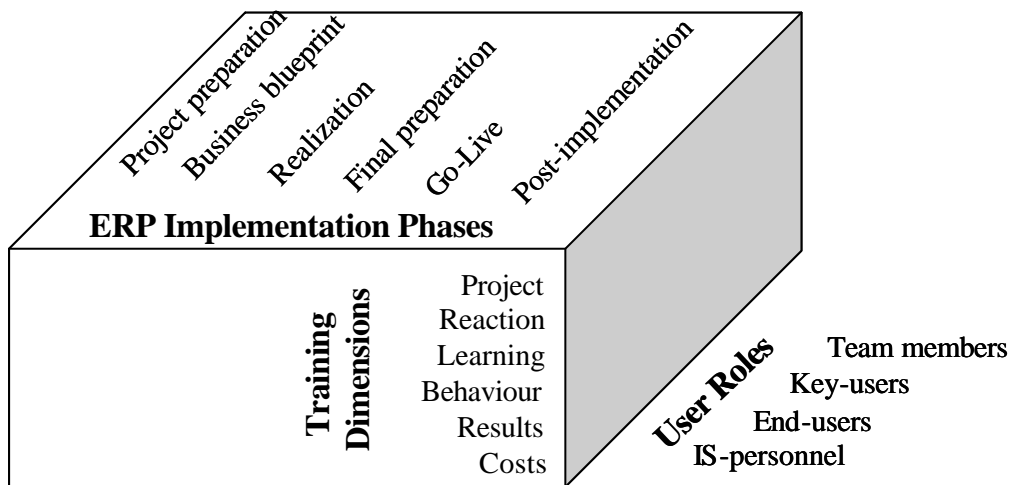 Project preparation
Business blueprint
Realization
Final preparation
Go-Live
Post-implementation
ERP Implementation Phases
Training
Dimensions
Project
Reaction
Learning
Behaviour
Results
Costs
User Roles
Team members
Key-users
End-users
IS-personnel